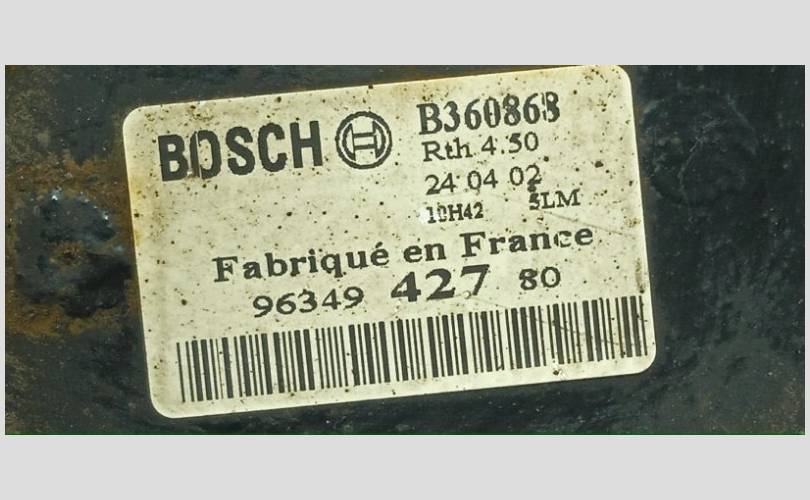 BOSCH
B360868
Rth 4.50
24 04 02
10H42 5LM
Fabriqué en France
96349 427 80